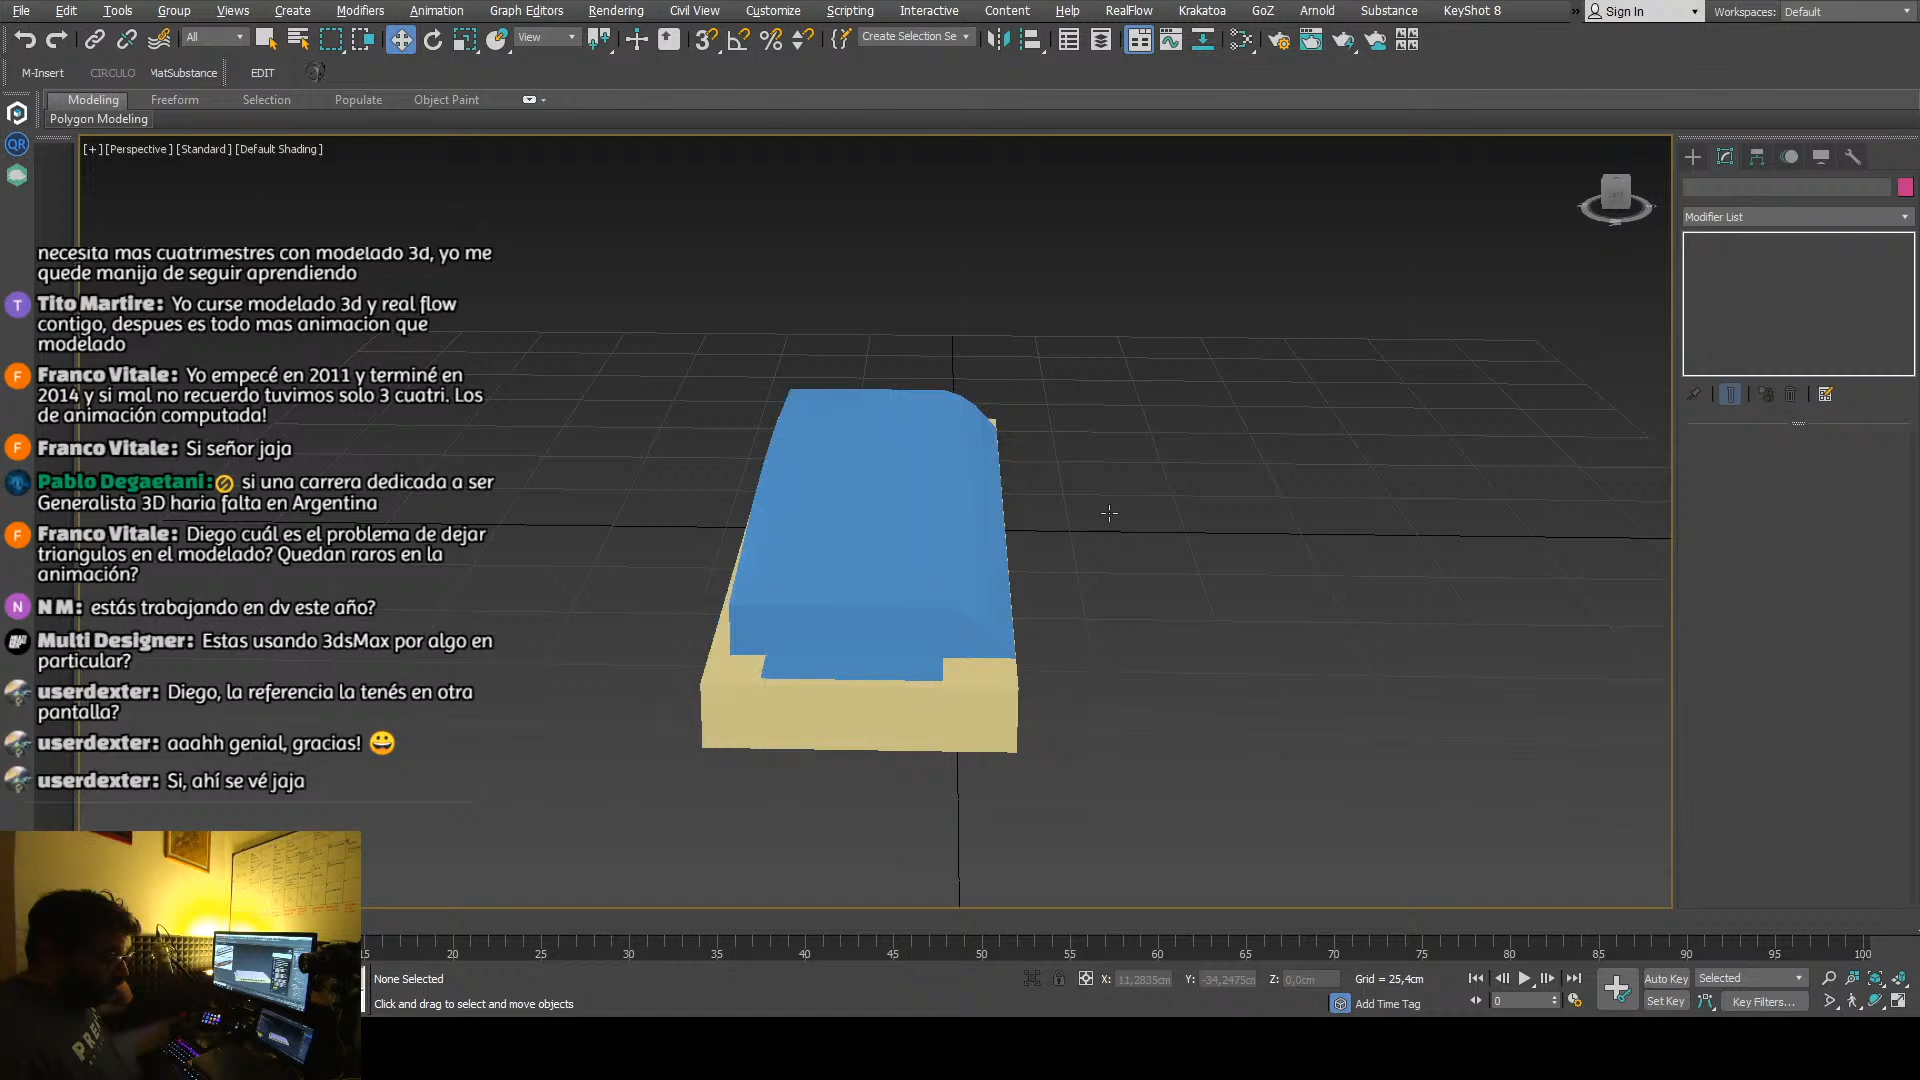 File Edit Tools Group Views Create Modifiers Animation Graph Editors Rendering Civil View Customize Scripting Interactive Content Help RealFlow Krakatoa GoZ Arnold Substance KeyShot 8 » Sign In Workspaces: Default
All View Create Selection Se
M-Insert CIRCULO MatSubstance EDIT
Modeling Freeform Selection Populate Object Paint
Polygon Modeling
QR
[+] [Perspective] [Standard] [Default Shading]
Modifier List
necesita mas cuatrimestres con modelado 3d, yo me
quede manija de seguir aprendiendo
T Tito Martire: Yo curse modelado 3d y real flow
contigo, despues es todo mas animacion que
modelado
F Franco Vitale: Yo empecé en 2011 y terminé en
2014 y si mal no recuerdo tuvimos solo 3 cuatri. Los
de animación computada!
F Franco Vitale: Si señor jaja
Pablo Degaetani: si una carrera dedicada a ser
Generalista 3D haria falta en Argentina
F Franco Vitale: Diego cuál es el problema de dejar
triangulos en el modelado? Quedan raros en la
animación?
N N M: estás trabajando en dv este año?
Multi Designer: Estas usando 3dsMax por algo en
particular?
userdexter: Diego, la referencia la tenés en otra
pantalla?
userdexter: aaahh genial, gracias! 😀
userdexter: Si, ahí se vé jaja
15 20 25 30 35 40 45 50 55 60 65 70 75 80 85 90 95 100
None Selected X: 11,2835cm Y: -34,2475cm Z: 0,0cm Grid = 25,4cm Auto Key Selected
Click and drag to select and move objects Add Time Tag 0 Set Key Key Filters...